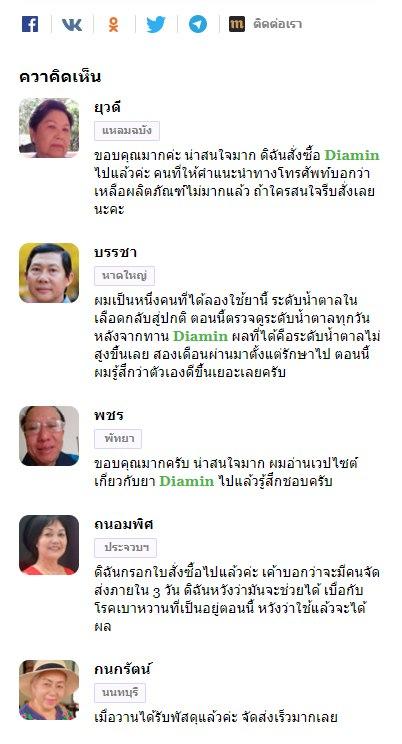 ติดต่อเรา
ควาคิดเห็น
ยุวดี
แหลมฉบัง
ขอบคุณมากค่ะ น่าสนใจมาก ดิฉันสั่งซื้อ Diamin
ไปแล้วค่ะ คนที่ให้คำแนะนำทางโทรศัพท์บอกว่า
เหลือผลิตภัณฑ์ไม่มากแล้ว ถ้าใครสนใจรีบสั่งเลย
นะคะ
บรรชา
หาดใหญ่
ผมเป็นหนึ่งคนที่ได้ลองใช้ยานี้ ระดับน้ำตาลใน
เลือดกลับสู่ปกติ ตอนนี้ตรวจดูระดับน้ำตาลทุกวัน
หลังจากทาน Diamin ผลที่ได้คือระดับน้ำตาลไม่
สูงขึ้นเลย สองเดือนผ่านมาตั้งแต่รักษาไป ตอนนี้
ผมรู้สึกว่าตัวเองดีขึ้นเยอะเลยครับ
พชร
พัทยา
ขอบคุณมากครับ น่าสนใจมาก ผมอ่านเวปไซต์
เกี่ยวกับยา Diamin ไปแล้วรู้สึกชอบครับ
ถนอมพิศ
ประจวบฯ
ดิฉันกรอกใบสั่งซื้อไปแล้วค่ะ เค้าบอกว่าจะมีคนจัด
ส่งภายใน 3 วัน ดิฉันหวังว่ามันจะช่วยได้ เบื่อกับ
โรคเบาหวานที่เป็นอยู่ตอนนี้ หวังว่าใช้แล้วจะได้
ผล
กนกรัตน์
นนทบุรี
เมื่อวานได้รับพัสดุแล้วค่ะ จัดส่งเร็วมากเลย